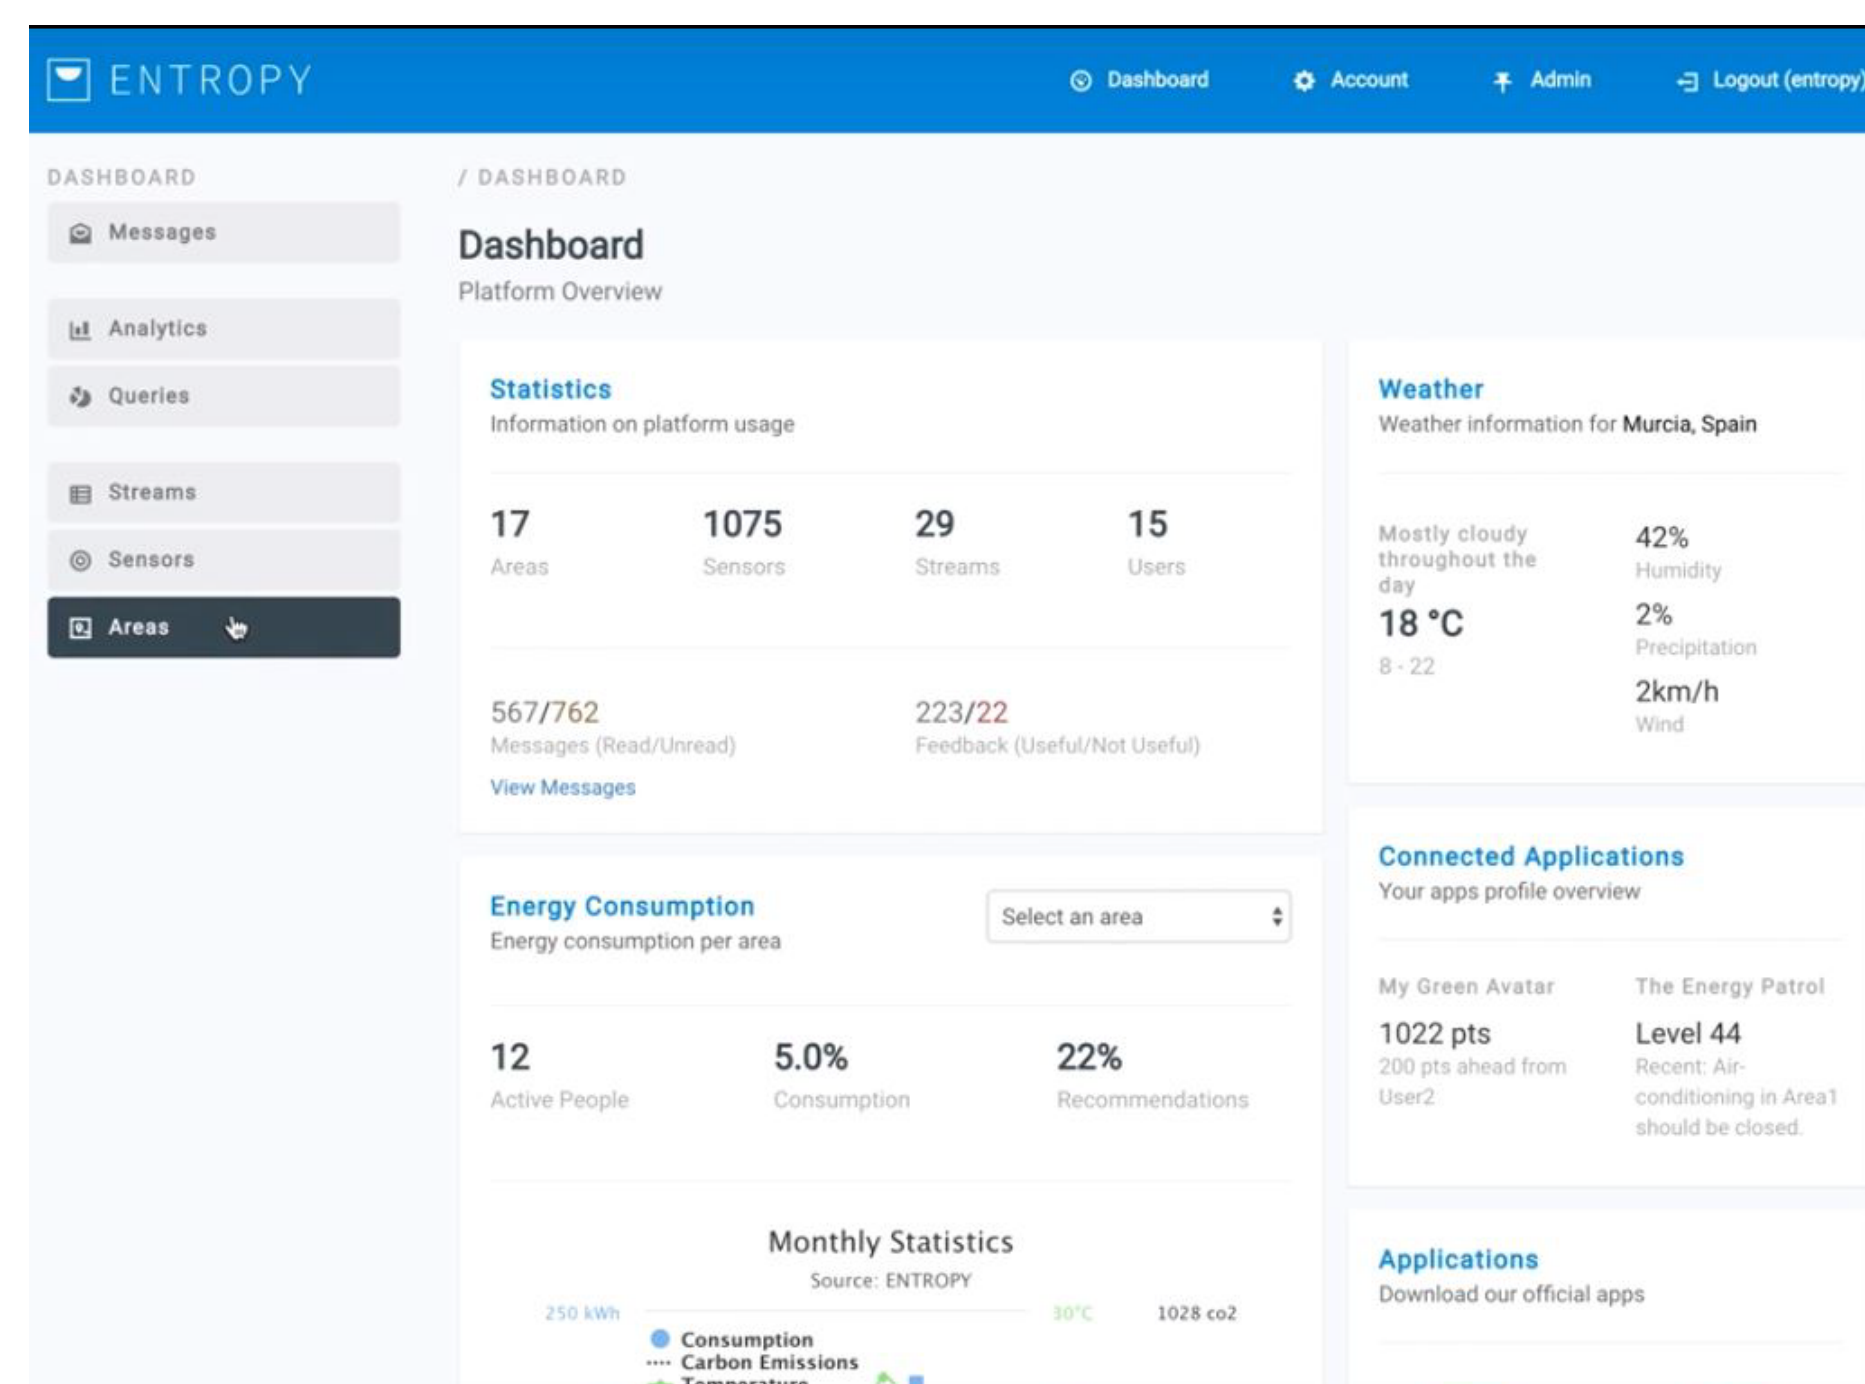 ENTROPY
Dashboard
Account
Admin
Logout (entropy)
DASHBOARD
Messages
Analytics
Queries
Streams
Sensors
Areas
/ DASHBOARD
Dashboard
Platform Overview
Statistics
Information on platform usage
17
Areas
1075
Sensors
29
Streams
15
Users
567/762
Messages (Read/Unread)
View Messages
223/22
Feedback (Useful/Not Useful)
Energy Consumption
Energy consumption per area
Select an area
12
Active People
5.0%
Consumption
22%
Recommendations
Monthly Statistics
Source: ENTROPY
250 kWh
30°C
1028 co2
Consumption
Carbon Emissions
Temperature
Weather
Weather information for Murcia, Spain
Mostly cloudy
throughout the
day
18 °C
8 - 22
42%
Humidity
2%
Precipitation
2km/h
Wind
Connected Applications
Your apps profile overview
My Green Avatar
1022 pts
200 pts ahead from
User2
The Energy Patrol
Level 44
Recent: Air-
conditioning in Area1
should be closed.
Applications
Download our official apps